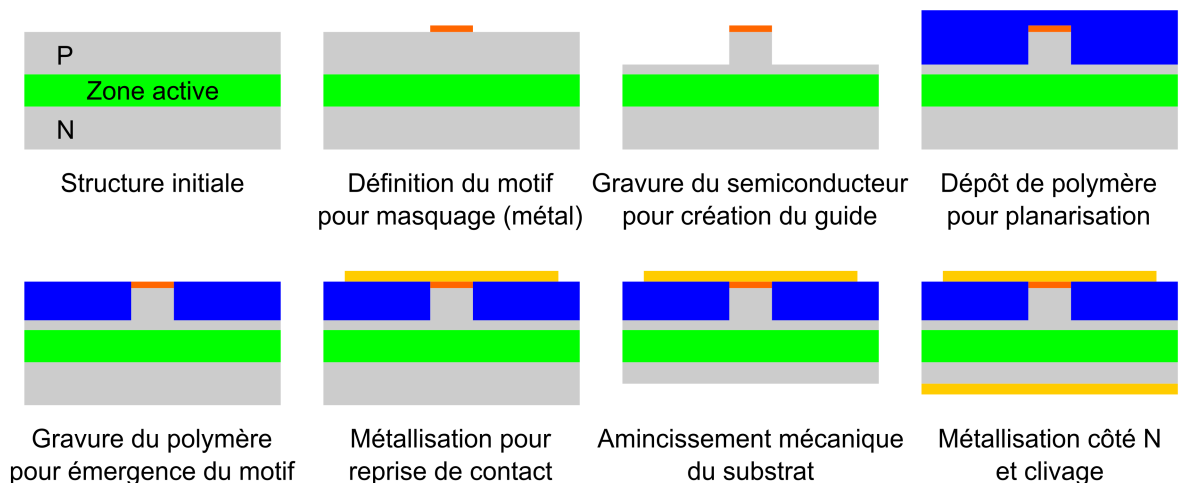 P
Zone active
N
Structure initiale
Définition du motif
pour masquage (métal)
Gravure du semiconducteur
pour création du guide
Dépôt de polymère
pour planarisation
Gravure du polymère
pour émergence du motif
Métallisation pour
reprise de contact
Amincissement mécanique
du substrat
Métallisation côté N
et clivage